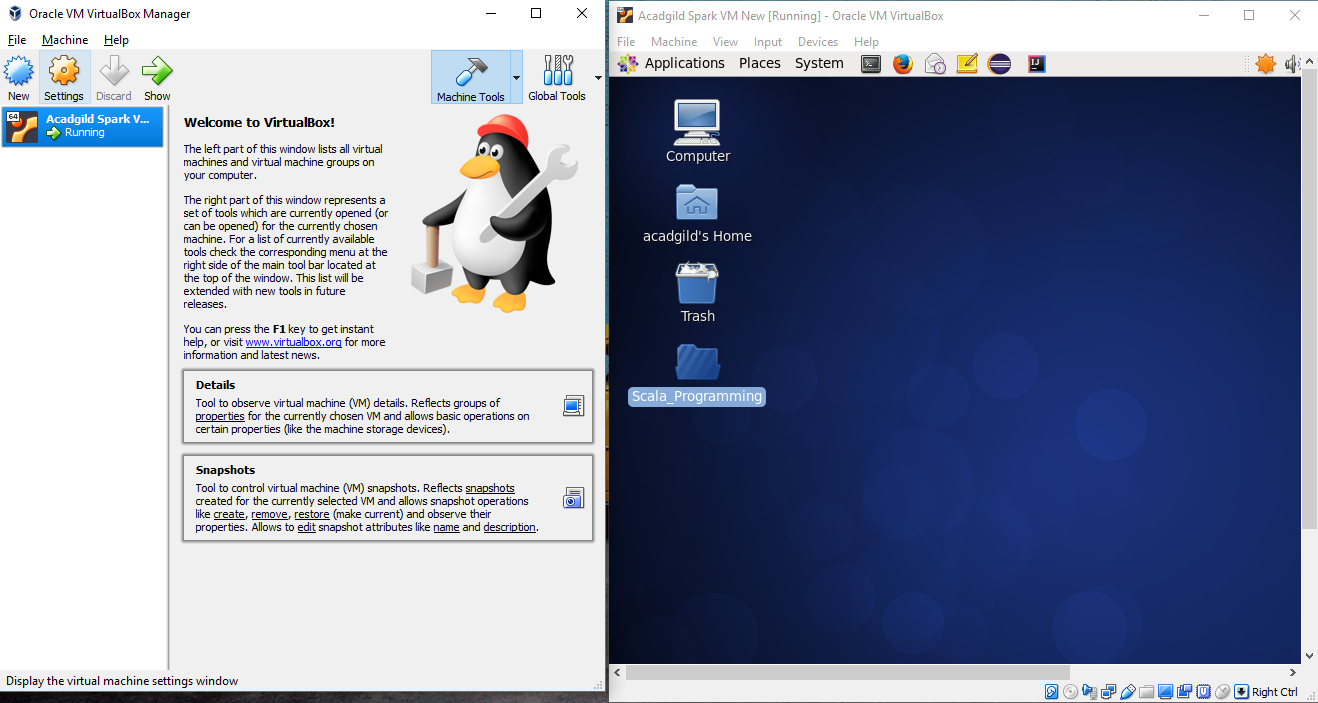 Oracle VM VirtualBox Manager
File Machine Help
New Settings Discard Show
Machine Tools Global Tools
64
Acadgild Spark V...
Running
Welcome to VirtualBox!
The left part of this window lists all virtual
machines and virtual machine groups on
your computer.
The right part of this window represents a
set of tools which are currently opened (or
can be opened) for the currently chosen
machine. For a list of currently available
tools check the corresponding menu at the
right side of the main tool bar located at
the top of the window. This list will be
extended with new tools in future
releases.
You can press the F1 key to get instant
help, or visit www.virtualbox.org for more
information and latest news.
Details
Tool to observe virtual machine (VM) details. Reflects groups of
properties for the currently chosen VM and allows basic operations on
certain properties (like the machine storage devices).
Snapshots
Tool to control virtual machine (VM) snapshots. Reflects snapshots
created for the currently selected VM and allows snapshot operations
like create, remove, restore (make current) and observe their
properties. Allows to edit snapshot attributes like name and description.
Display the virtual machine settings window
Acadgild Spark VM New [Running] - Oracle VM VirtualBox
File Machine View Input Devices Help
Applications Places System
IJ
Computer
acadgild's Home
Trash
Scala_Programming
Right Ctrl